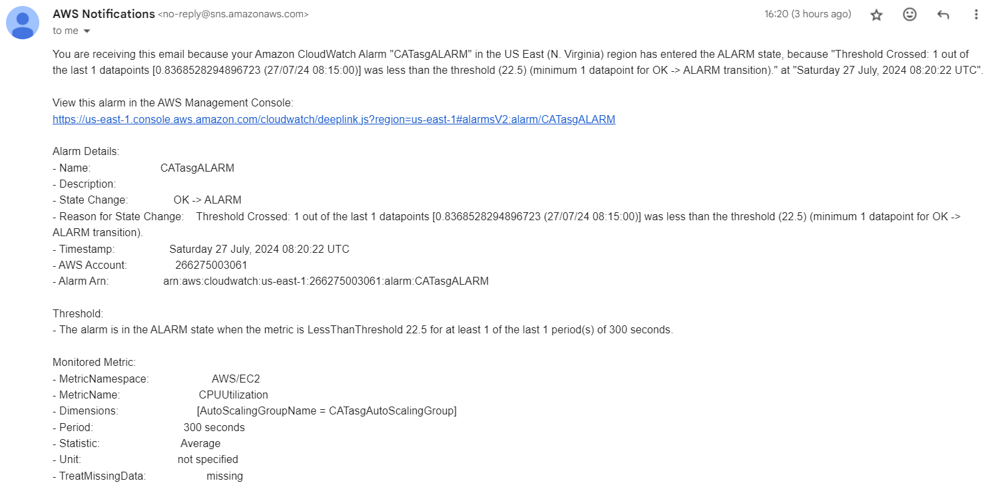 AWS Notifications <no-reply@sns.amazonaws.com>
16:20 (3 hours ago)
to me
You are receiving this email because your Amazon CloudWatch Alarm "CATasgALARM" in the US East (N. Virginia) region has entered the ALARM state, because "Threshold Crossed: 1 out of
the last 1 datapoints [0.8368528294896723 (27/07/24 08:15:00)] was less than the threshold (22.5) (minimum 1 datapoint for OK -> ALARM transition)." at "Saturday 27 July, 2024 08:20:22 UTC".
View this alarm in the AWS Management Console:
https://us-east-1.console.aws.amazon.com/cloudwatch/deeplink.js?region=us-east-1#alarmsV2:alarm/CATasgALARM
Alarm Details:
- Name: CATasgALARM
- Description:
- State Change: OK -> ALARM
- Reason for State Change: Threshold Crossed: 1 out of the last 1 datapoints [0.8368528294896723 (27/07/24 08:15:00)] was less than the threshold (22.5) (minimum 1 datapoint for OK ->
ALARM transition).
- Timestamp: Saturday 27 July, 2024 08:20:22 UTC
- AWS Account: 266275003061
- Alarm Arn: arn:aws:cloudwatch:us-east-1:266275003061:alarm:CATasgALARM
Threshold:
- The alarm is in the ALARM state when the metric is LessThanThreshold 22.5 for at least 1 of the last 1 period(s) of 300 seconds.
Monitored Metric:
- MetricNamespace: AWS/EC2
- MetricName: CPUUtilization
- Dimensions: [AutoScalingGroupName = CATasgAutoScalingGroup]
- Period: 300 seconds
- Statistic: Average
- Unit: not specified
- TreatMissingData: missing